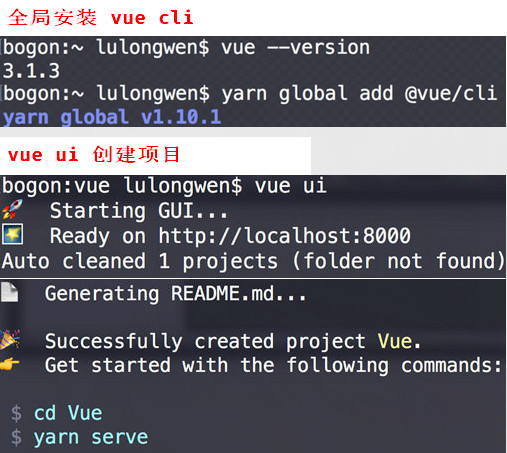 全局安装 vue cli
bogon:~ lulongwen$ vue --version
3.1.3
bogon:~ lulongwen$ yarn global add @vue/cli
yarn global v1.10.1
vue ui 创建项目
bogon:vue lulongwen$ vue ui
🚀 Starting GUI...
🌠 Ready on http://localhost:8000
Auto cleaned 1 projects (folder not found)
📄 Generating README.md...
🎉 Successfully created project Vue.
👉 Get started with the following commands:
$ cd Vue
$ yarn serve